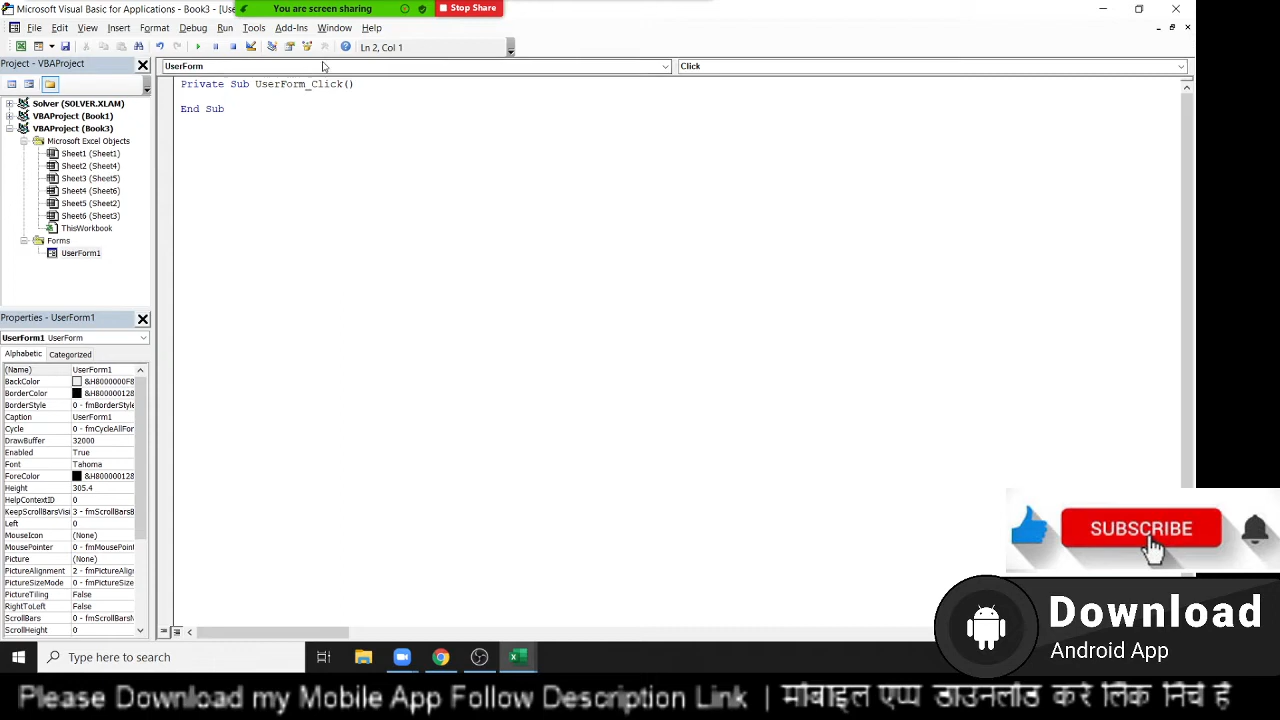 Microsoft Visual Basic for Applications - Book3 - [Use
You are screen sharing
Stop Share
File Edit View Insert Format Debug Run Tools Add-Ins Window Help
Ln 2, Col 1
Project - VBAProject
UserForm
Click
Private Sub UserForm_Click()
End Sub
Solver (SOLVER.XLAM)
VBAProject (Book1)
VBAProject (Book3)
Microsoft Excel Objects
Sheet1 (Sheet1)
Sheet2 (Sheet4)
Sheet3 (Sheet5)
Sheet4 (Sheet6)
Sheet5 (Sheet2)
Sheet6 (Sheet3)
ThisWorkbook
Forms
UserForm1
Properties - UserForm1
UserForm1 UserForm
Alphabetic Categorized
(Name) UserForm1
BackColor &H8000000F&
BorderColor &H80000012&
BorderStyle 0 - fmBorderStyle
Caption UserForm1
Cycle 0 - fmCycleAllFor
DrawBuffer 32000
Enabled True
Font Tahoma
ForeColor &H80000012&
Height 305.4
HelpContextID 0
KeepScrollBarsVisi 3 - fmScrollBarsB
Left 0
MouseIcon (None)
MousePointer 0 - fmMousePoint
Picture (None)
PictureAlignment 2 - fmPictureAlign
PictureSizeMode 0 - fmPictureSize
PictureTiling False
RightToLeft False
ScrollBars 0 - fmScrollBarsN
ScrollHeight 0
SUBSCRIBE
Download
Android App
Type here to search
Please Download my Mobile App Follow Description Link | मोबाइल एप्प डाउनलोड करे लिंक निचे हे